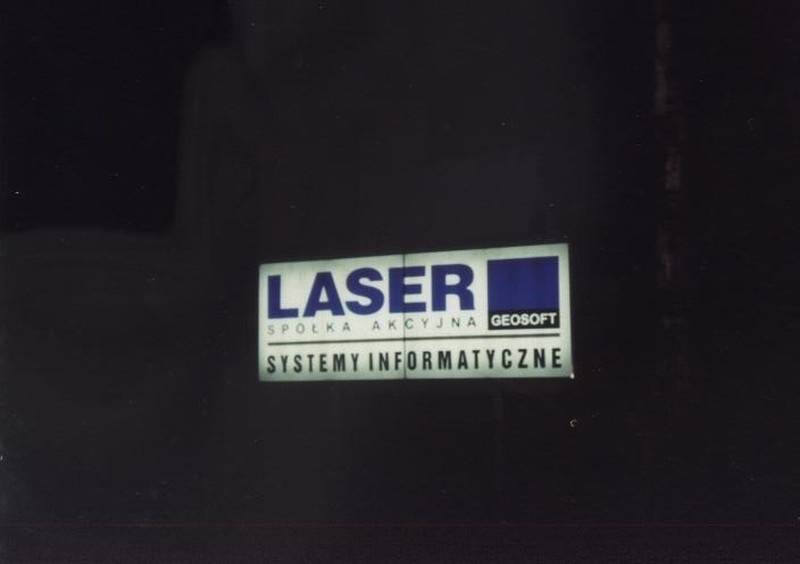 LASER
SPÓŁKA AKCYJNA
GEOSOFT
SYSTEMY INFORMATYCZNE